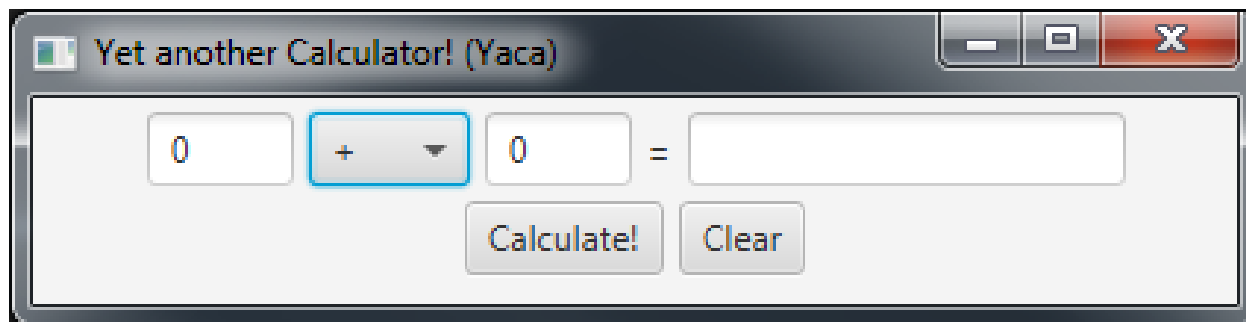 Yet another Calculator! (Yaca)
0 + 0 =
Calculate! Clear